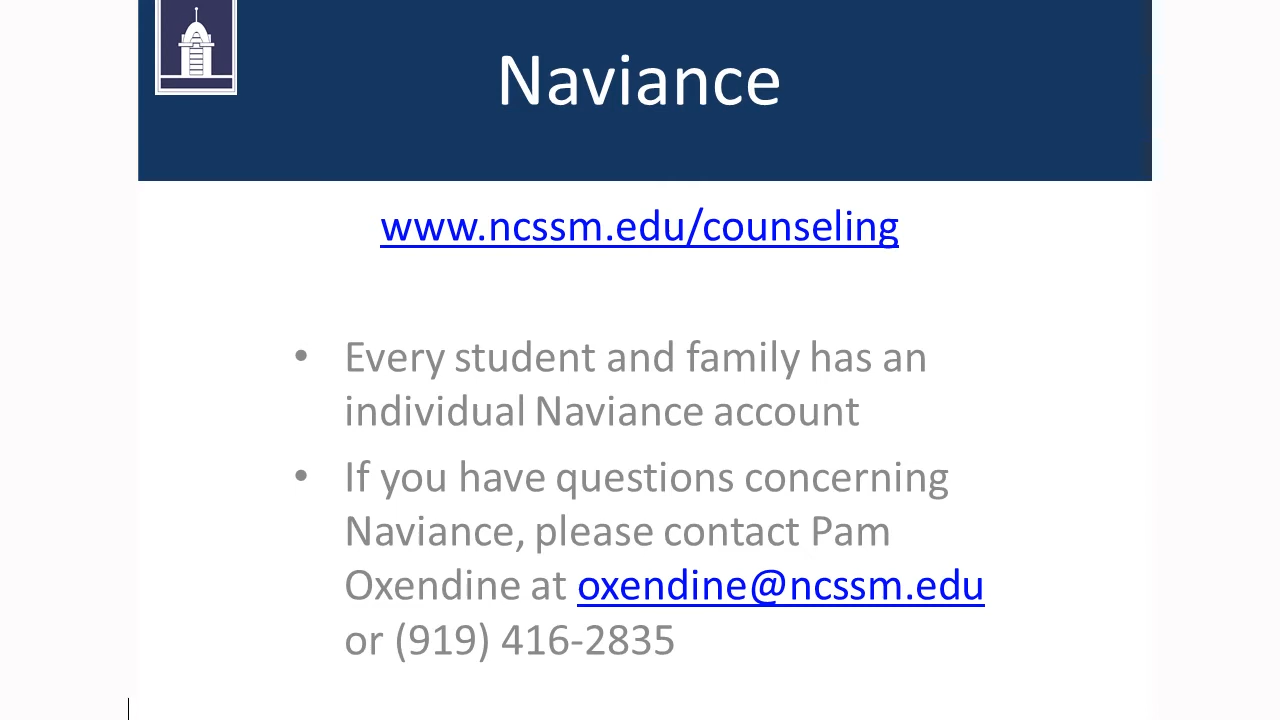 Naviance
www.ncssm.edu/counseling
• Every student and family has an
individual Naviance account
• If you have questions concerning
Naviance, please contact Pam
Oxendine at oxendine@ncssm.edu
or (919) 416-2835